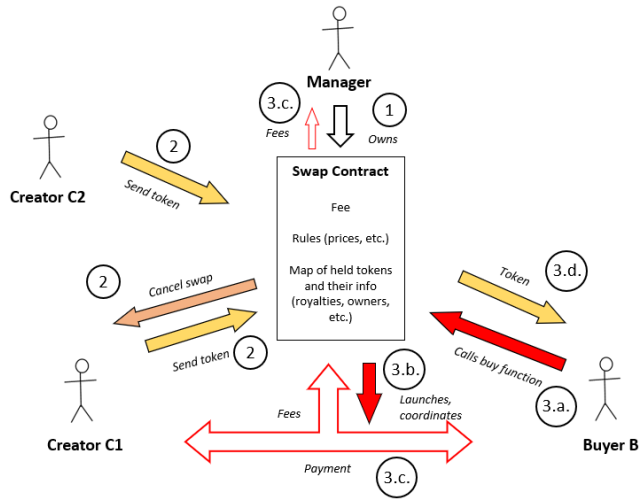 Manager
3.c.
1
Fees
Owns
2
Send token
Creator C2
Swap Contract
Fee
Rules (prices, etc.)
Map of held tokens
and their info
(royalties, owners,
etc.)
2
Cancel swap
Send token
2
Token
3.d.
Calls buy function
3.a.
3.b.
Launches,
coordinates
Fees
Creator C1
Payment
3.c.
Buyer B